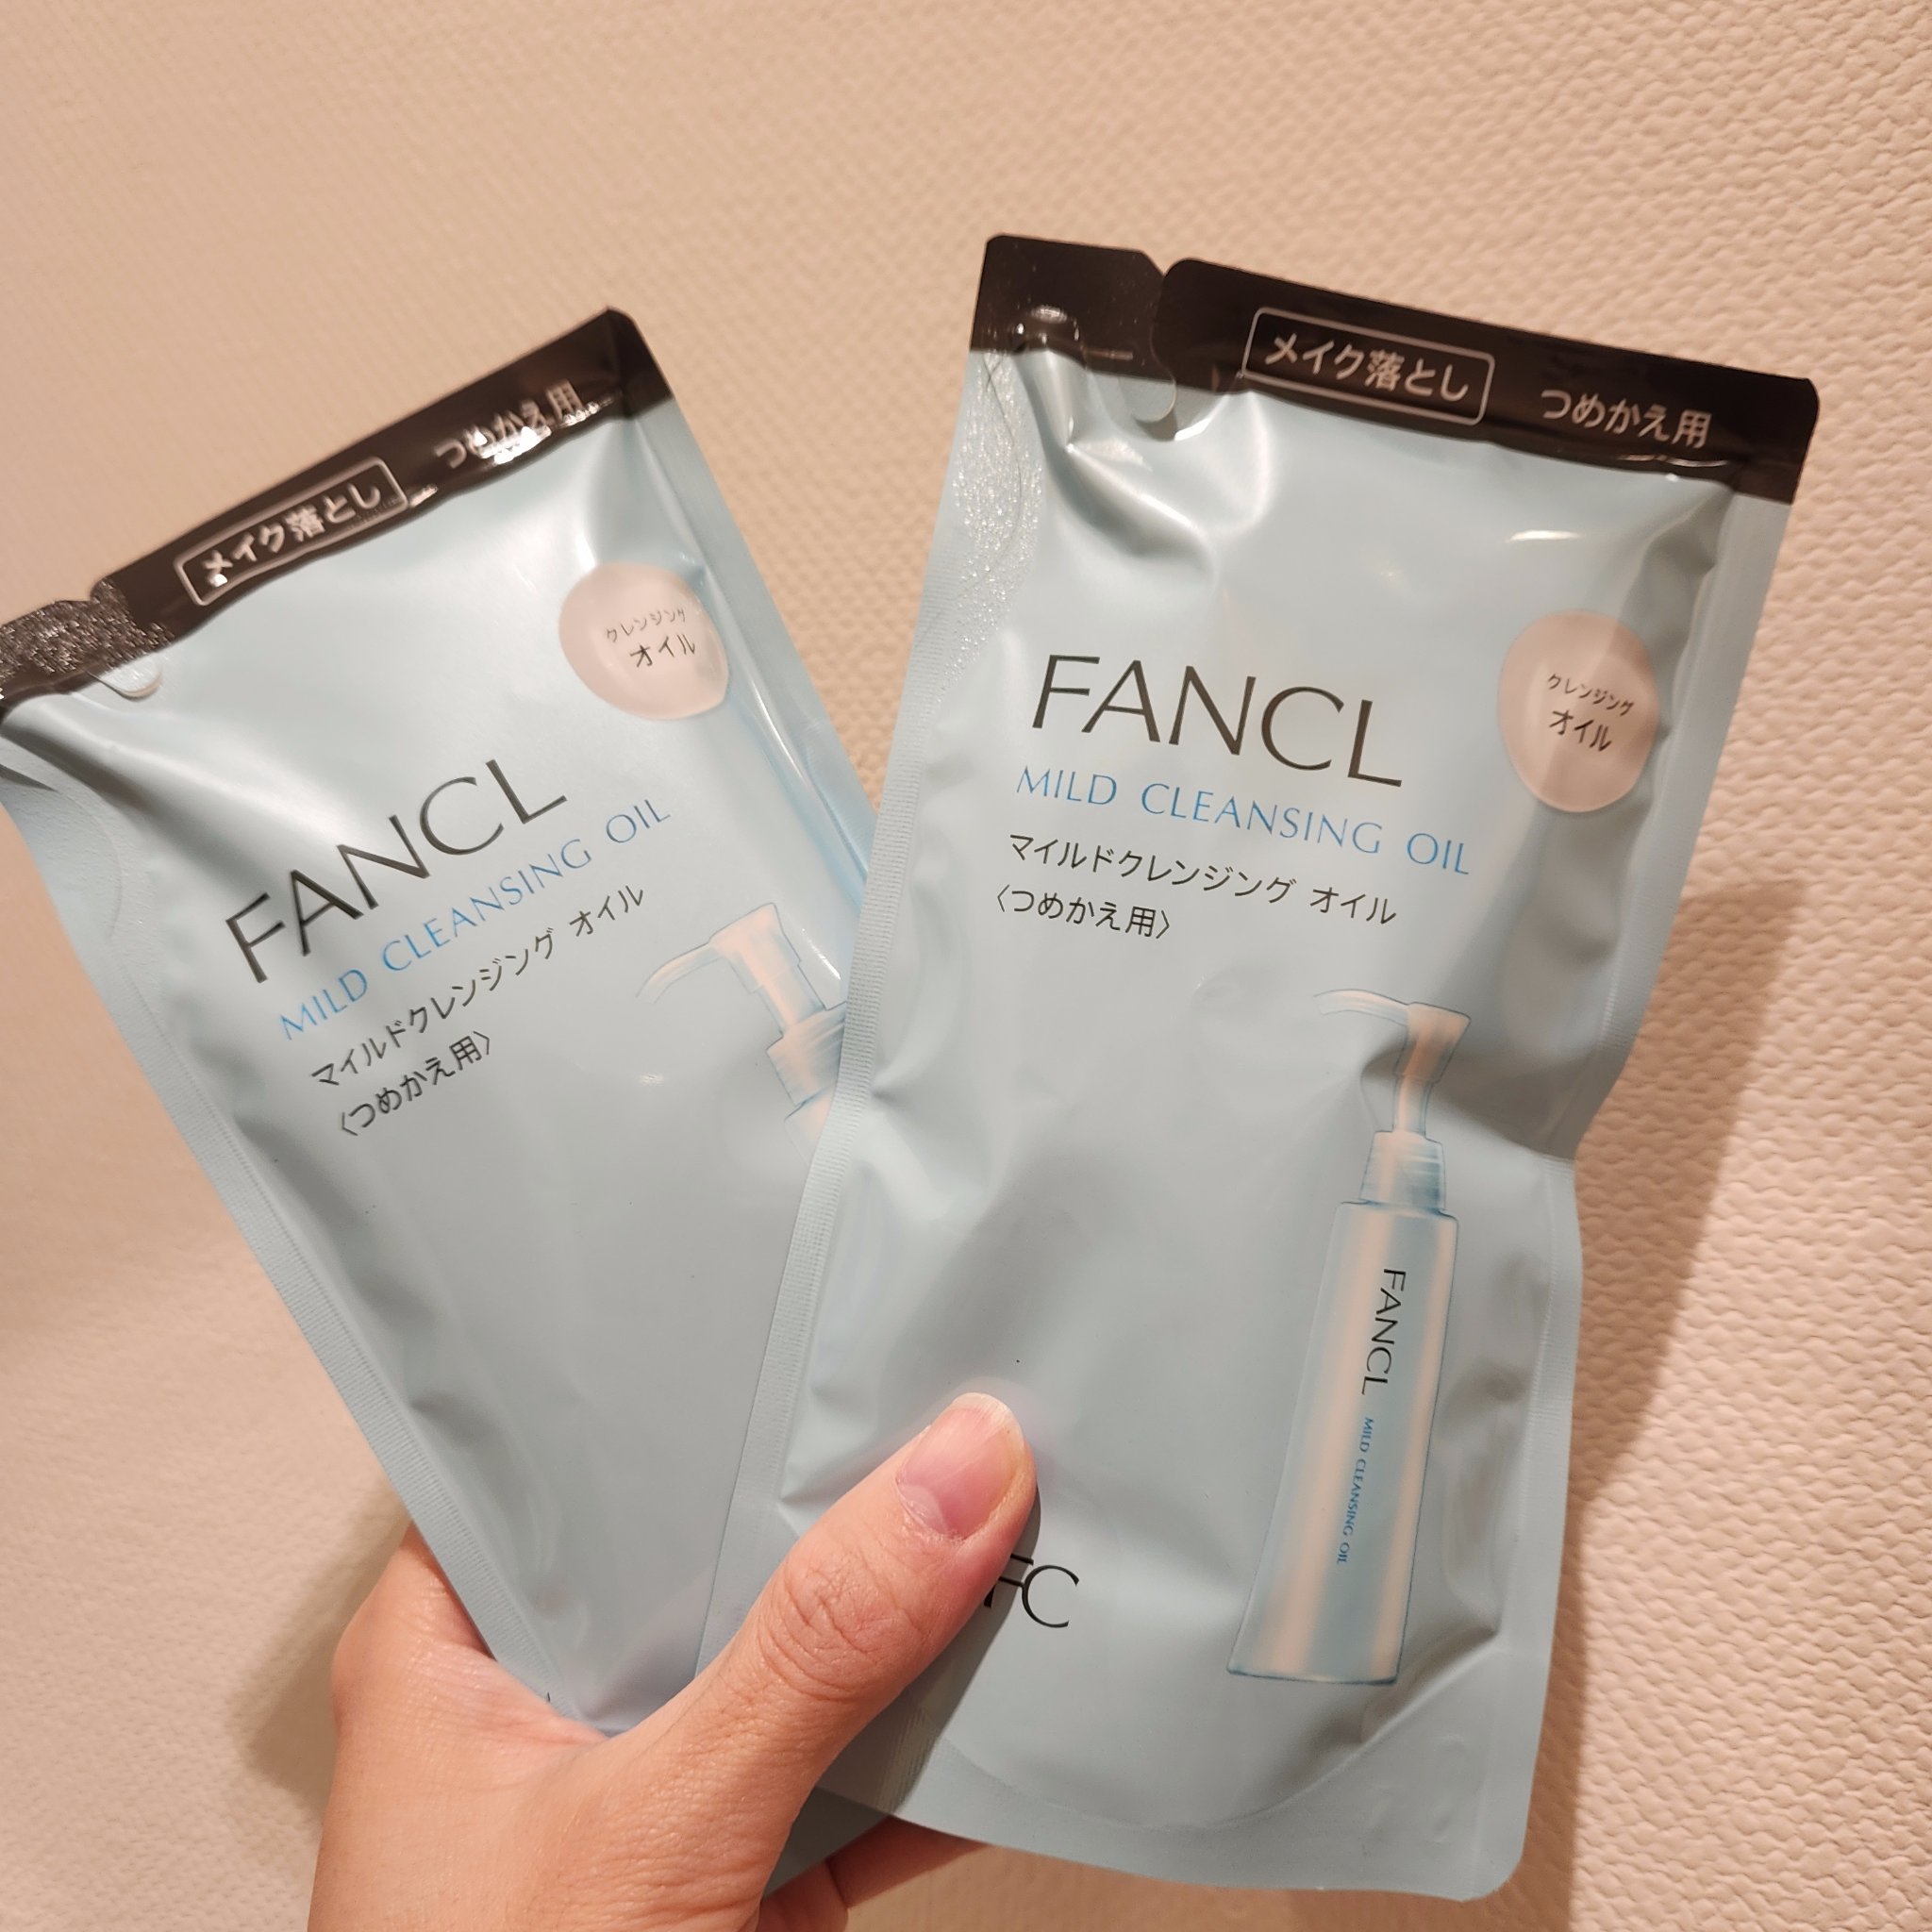 メイク落とし つめかえ用
クレンジング
オイル
FANCL
MILD CLEANSING OIL
マイルドクレンジング オイル
〈つめかえ用〉
メイク落とし つめかえ用
クレンジング
オイル
FANCL
MILD CLEANSING OIL
マイルドクレンジング オイル
〈つめかえ用〉
FANCL MILD CLEANSING OIL
FC